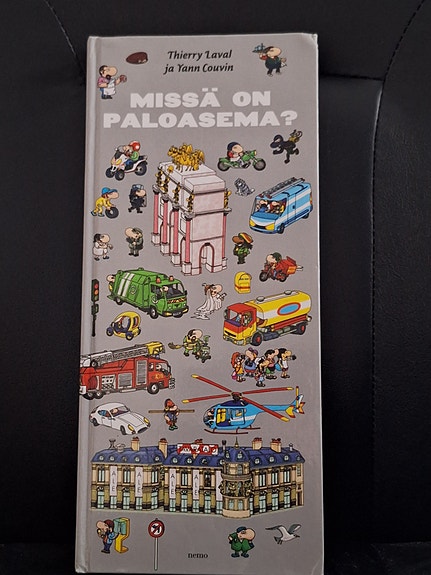 Thierry Laval
ja Yann Couvin
MISSÄ ON
PALOASEMA?
nemo